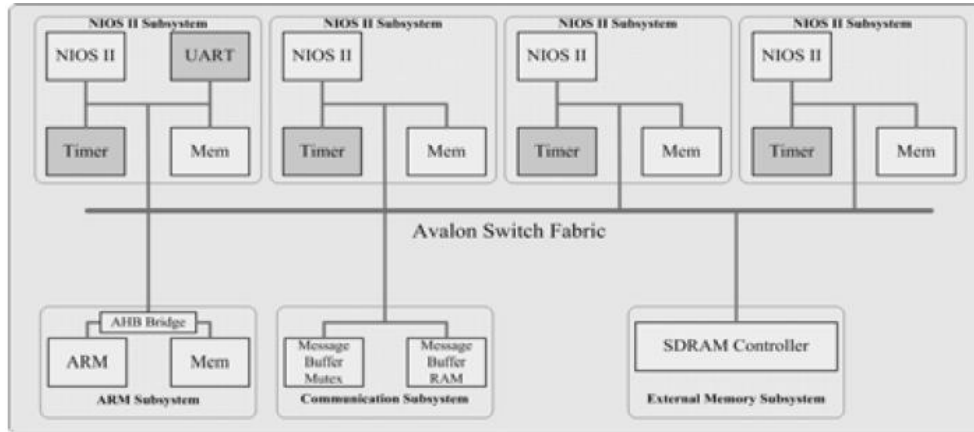 NIOS II Subsystem
NIOS II Subsystem
NIOS II Subsystem
NIOS II Subsystem
NIOS II
UART
NIOS II
NIOS II
NIOS II
Timer
Mem
Timer
Mem
Timer
Mem
Timer
Mem
Avalon Switch Fabric
AHB Bridge
ARM
Mem
ARM Subsystem
Message
Buffer
Mutex
Message
Buffer
RAM
Communication Subsystem
SDRAM Controller
External Memory Subsystem